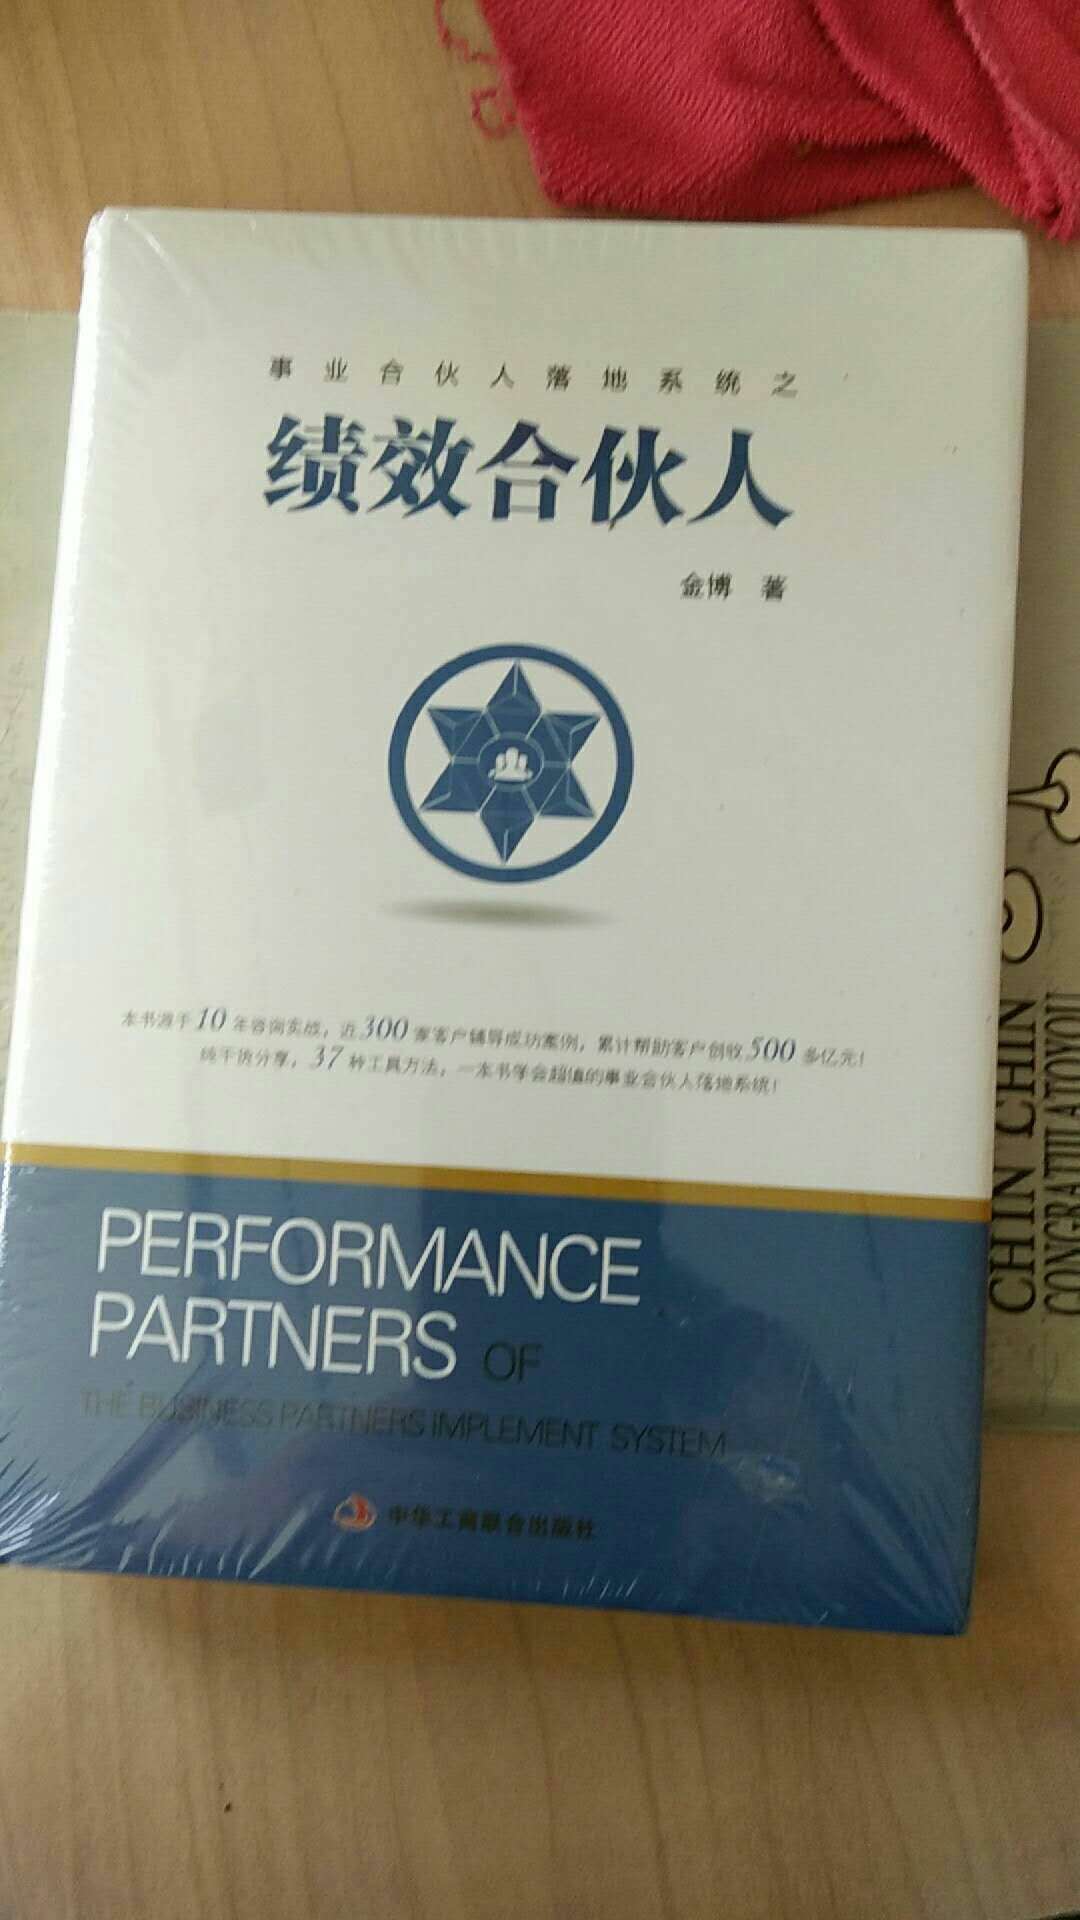 事业合伙人落地系统之
绩效合伙人
金博 著
本书源于10年咨询实战，近300家客户辅导成功案例，累计帮助客户创收500多亿元！
纯干货分享，37种工具方法，一本书学会超值的事业合伙人落地系统！
PERFORMANCE
PARTNERS OF
THE BUSINESS PARTNERS IMPLEMENT SYSTEM
中华工商联合出版社
CHIN CHIN
CONGRATULATIOYOU